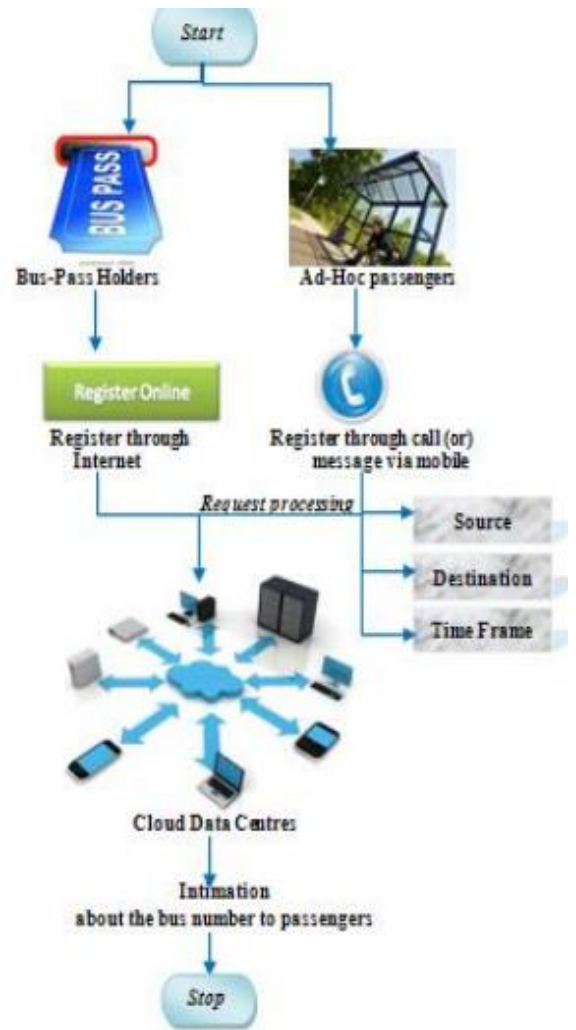 Start
BUS PASS
Bus-Pass Holders
Ad-Hoc passengers
Register Online
Register through
Internet
Register through call (or)
message via mobile
Request processing
Source
Destination
Time Frame
Cloud Data Centres
Intimation
about the bus number to passengers
Stop